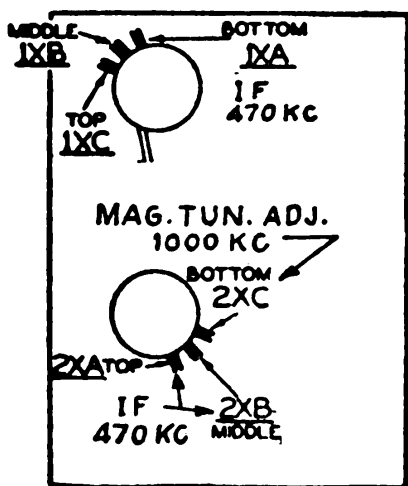 MIDDLE
1XB
BOTTOM
1XA
TOP
1XC
IF
470 KC
MAG. TUN. ADJ.
1000 KC
BOTTOM
2XC
2XA TOP
IF
470 KC
2XB
MIDDLE